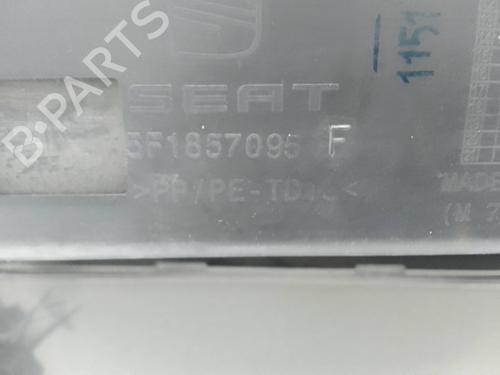 B-PARTS
1151
SEAT
5F1857095 F
>PP/PE-TD
MADE
(M